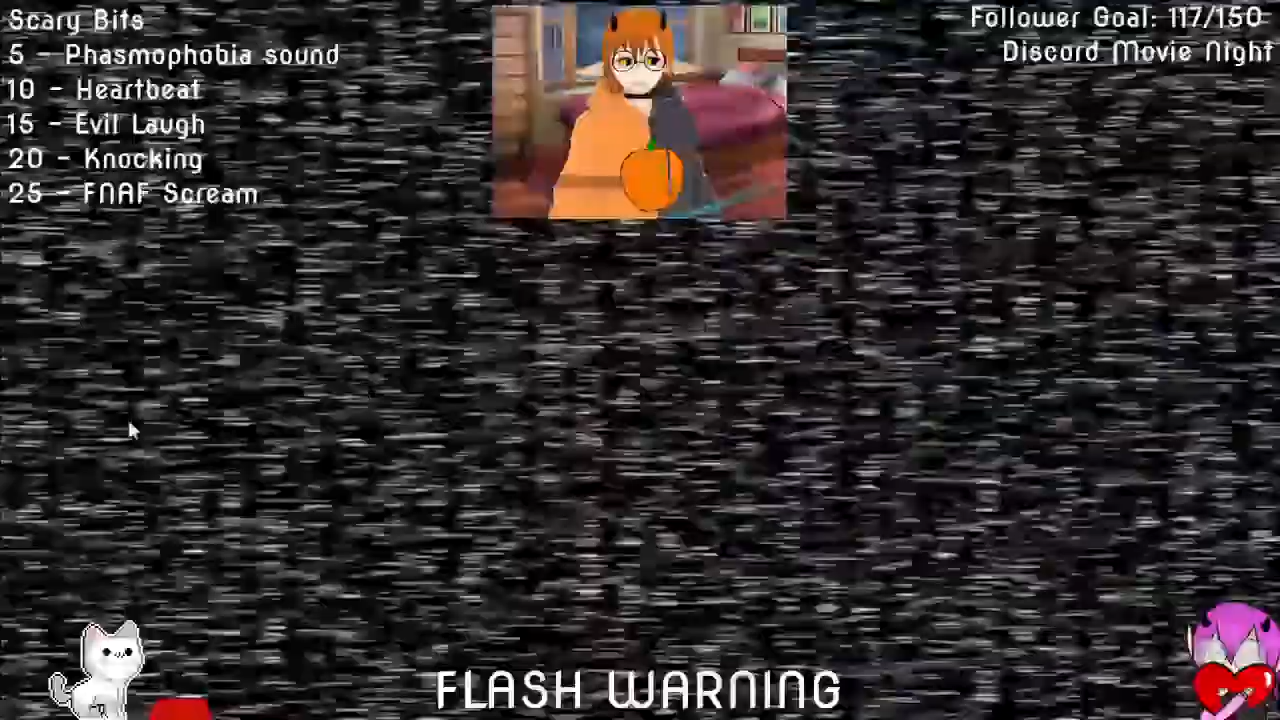 Scary Bits
5 - Phasmophobia sound
10 - Heartbeat
15 - Evil Laugh
20 - Knocking
25 - FNAF Scream
Follower Goal: 117/150
Discord Movie Night
FLASH WARNING